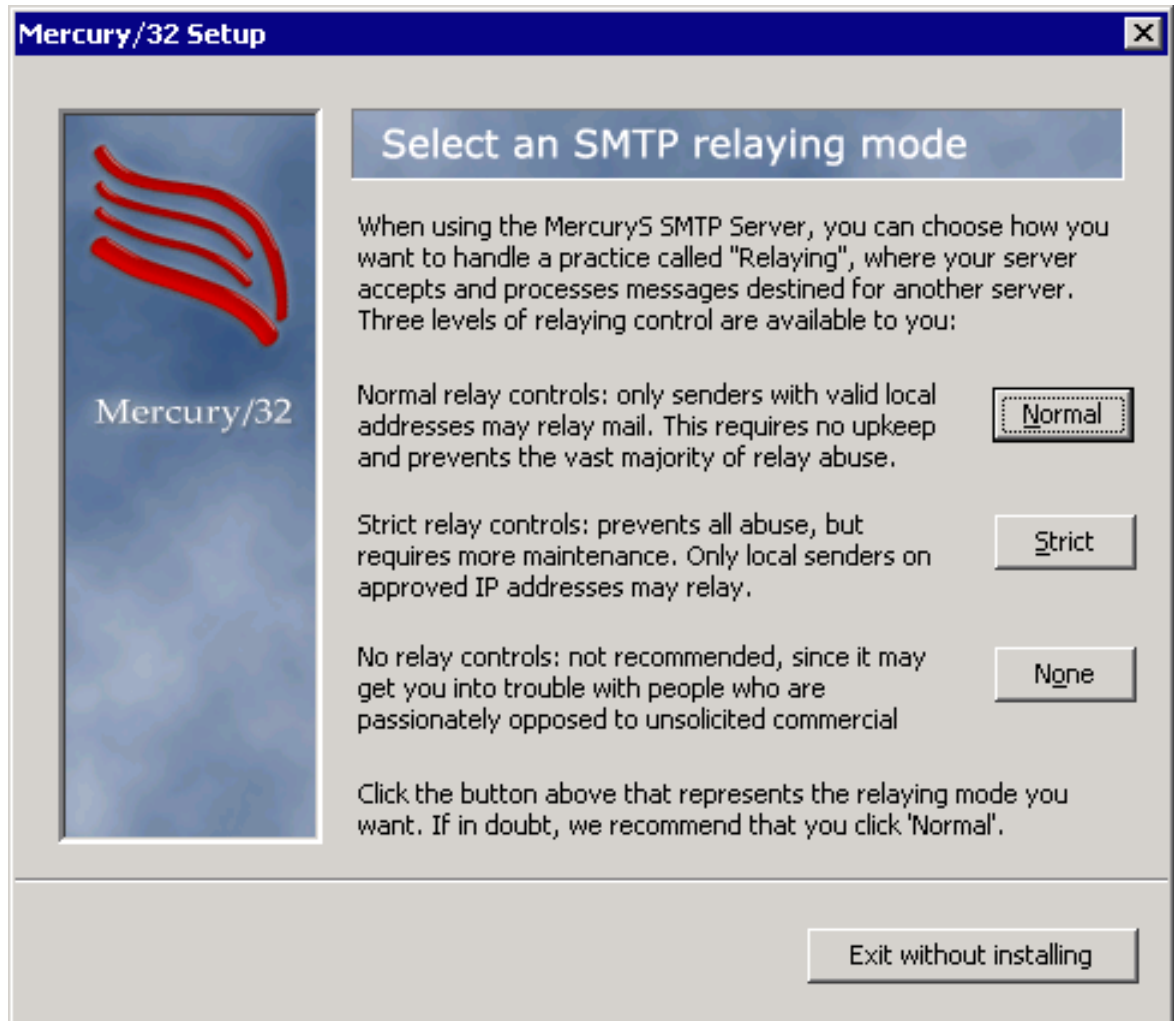 Mercury/32 Setup
Select an SMTP relaying mode
When using the MercuryS SMTP Server, you can choose how you
want to handle a practice called "Relaying", where your server
accepts and processes messages destined for another server.
Three levels of relaying control are available to you:
Mercury/32
Normal relay controls: only senders with valid local
addresses may relay mail. This requires no upkeep
and prevents the vast majority of relay abuse.
Normal
Strict relay controls: prevents all abuse, but
requires more maintenance. Only local senders on
approved IP addresses may relay.
Strict
No relay controls: not recommended, since it may
get you into trouble with people who are
passionately opposed to unsolicited commercial
None
Click the button above that represents the relaying mode you
want. If in doubt, we recommend that you click 'Normal'.
Exit without installing